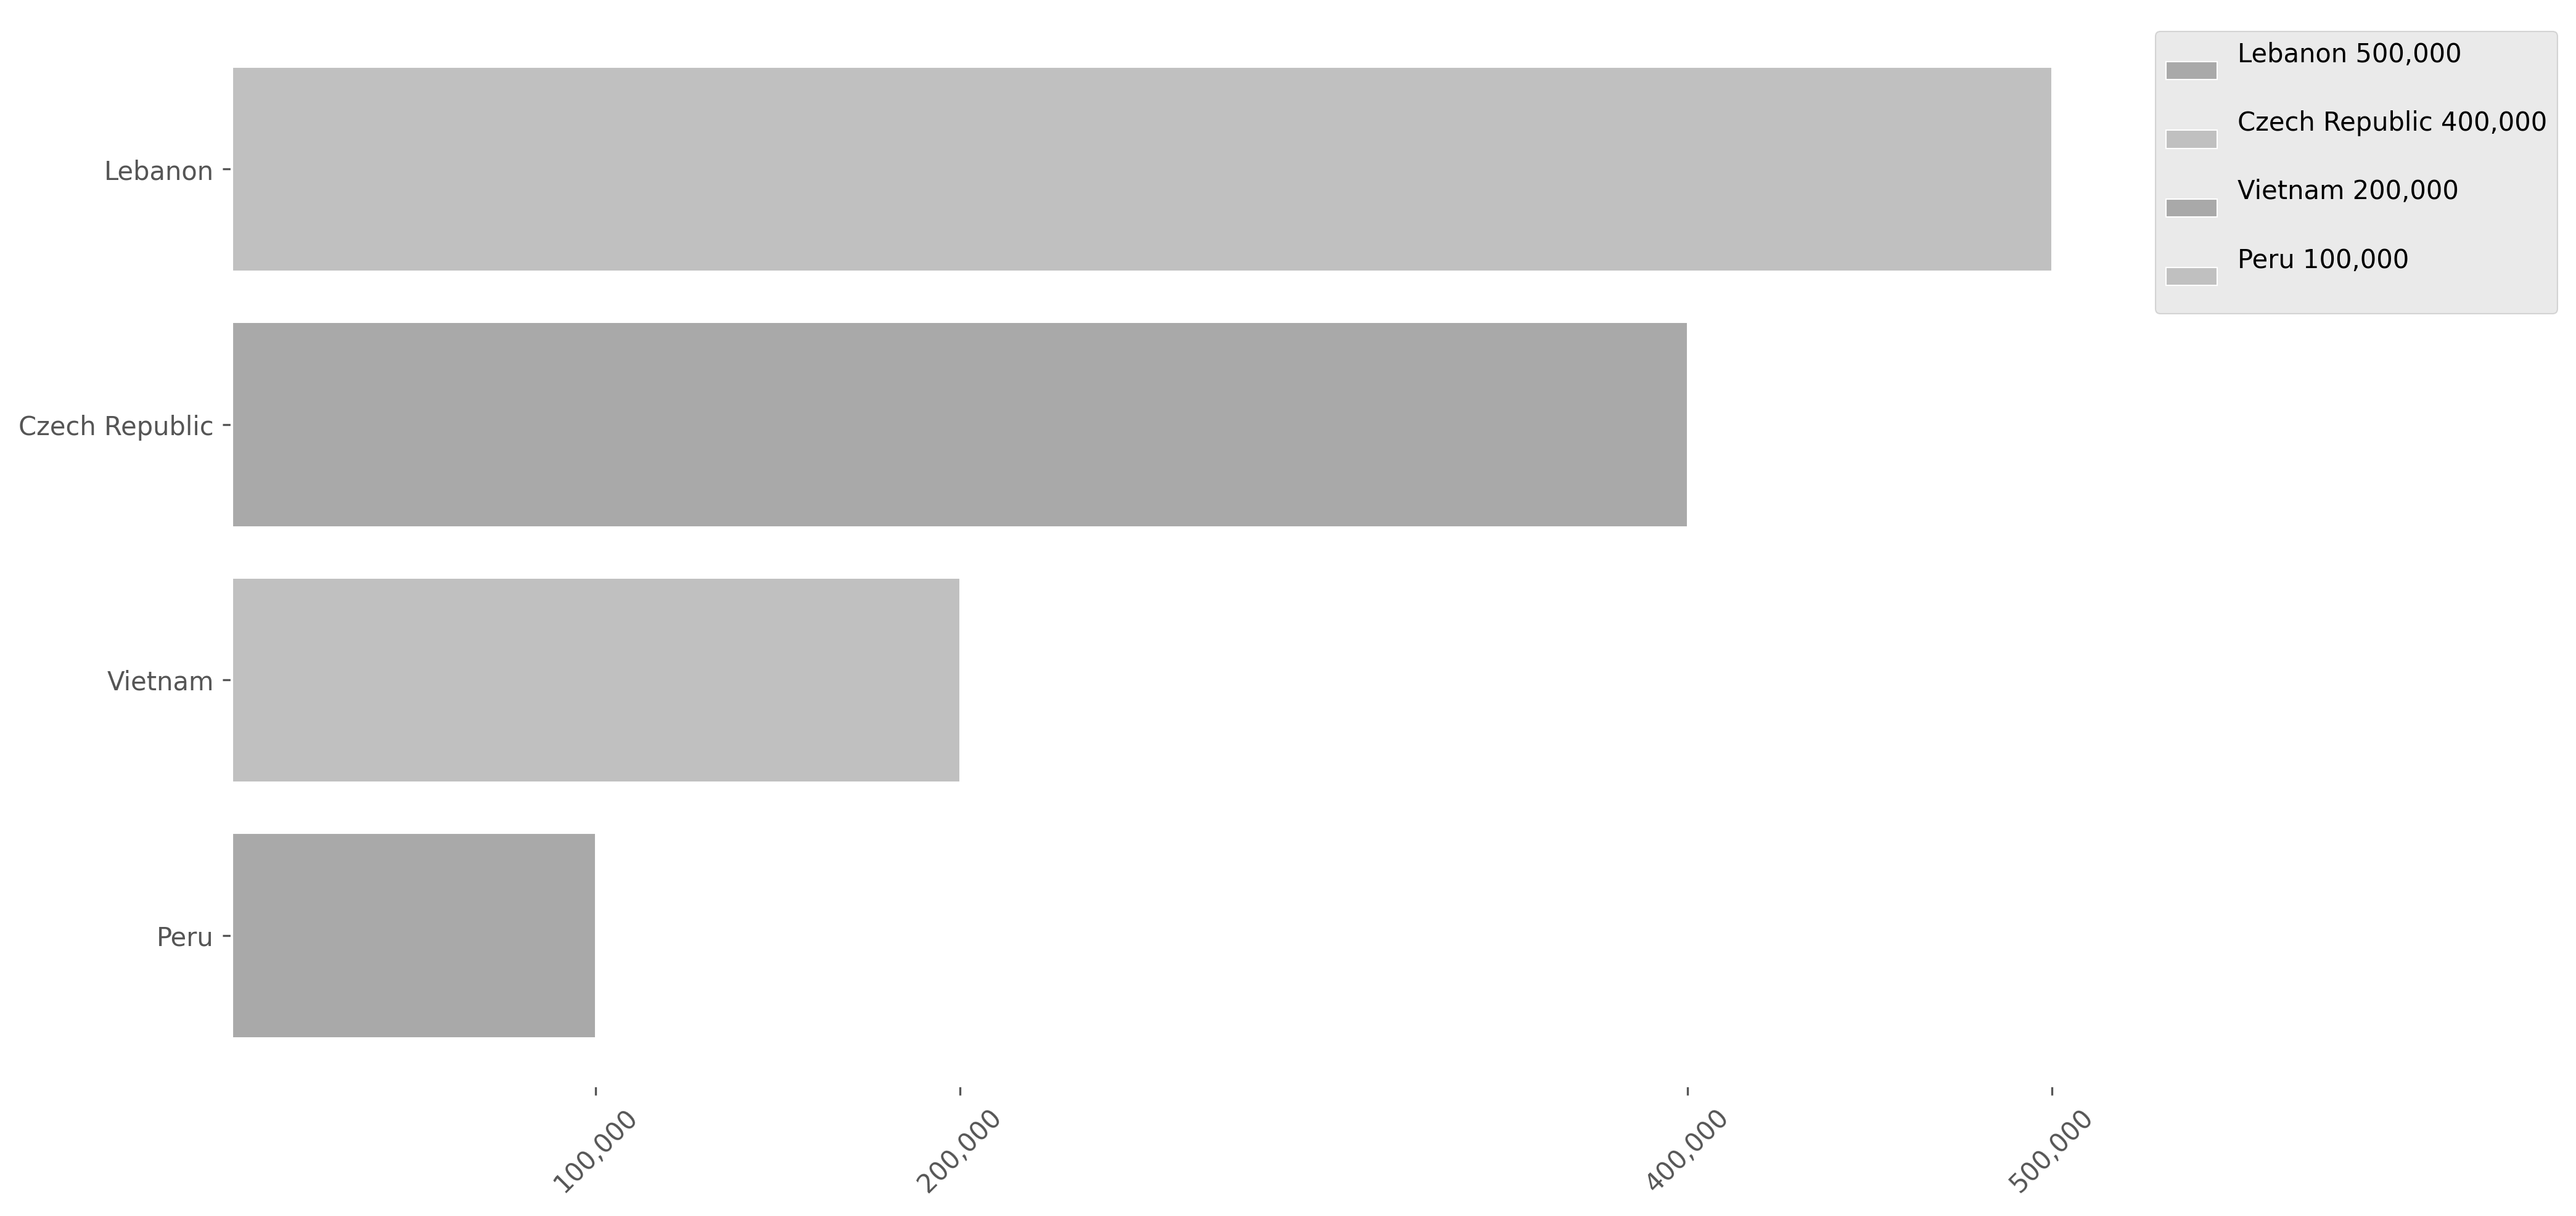 Lebanon
Czech Republic
Vietnam
Peru
100,000
200,000
400,000
500,000
Lebanon 500,000
Czech Republic 400,000
Vietnam 200,000
Peru 100,000